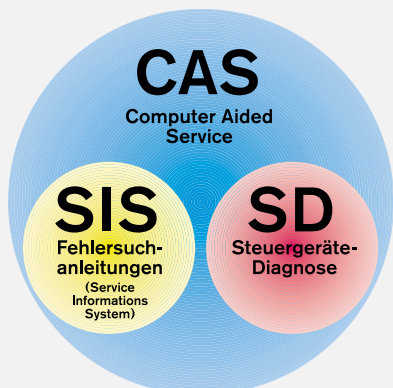 CAS
Computer Aided
Service
SIS
Fehlersuch-
anleitungen
(Service
Informations
System)
SD
Steuergeräte-
Diagnose